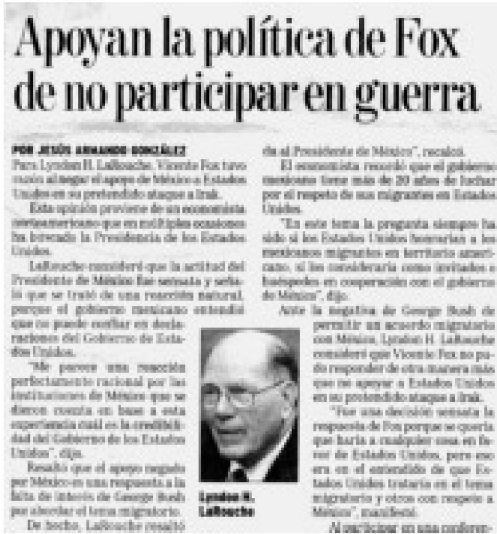 Apoyan la política de Fox
de no participar en guerra
POR JESÚS ARMANDO GONZÁLEZ
Para Lyndon H. LaRouche, Vicente Fox tuvo
razón al negar el apoyo de México a Estados
Unidos en su pretendido ataque a Irak.
Esta opinión proviene de un economista
norteamericano que en múltiples ocasiones
ha buscado la Presidencia de los Estados
Unidos.
LaRouche consideró que la actitud del
Presidente de México fue sensata y seña-
ló que se trató de una reacción natural,
porque el gobierno mexicano entendió
que no puede confiar en decla-
raciones del Gobierno de Esta-
dos Unidos.
"Me parece una reacción
perfectamente racional por las
instituciones de México que se
dieron cuenta en base a esta
experiencia cuál es la credibili-
dad del Gobierno de los Estados
Unidos", dijo.
Resaltó que el apoyo negado
por México es una respuesta a la
falta de interés de George Bush
por abordar el tema migratorio.
De hecho, LaRouche resaltó
Lyndon H.
LaRouche
da al Presidente de México", recalcó.
El economista recordó que el gobierno
mexicano tiene más de 20 años de luchar
por el respeto de sus migrantes en Estados
Unidos.
"En este tema la pregunta siempre ha
sido si los Estados Unidos honrarían a los
mexicanos migrantes en territorio ameri-
cano, si los consideraría como invitados o
huéspedes en cooperación con el gobierno
de México", dijo.
Ante la negativa de George Bush de
permitir un acuerdo migratorio
con México, Lyndon H. LaRouche
consideró que Vicente Fox no pu-
do responder de otra manera más
que no apoyar a Estados Unidos
en su pretendido ataque a Irak.
"Fue una decisión sensata la
respuesta de Fox porque se quería
que haría a cualquier cosa en fa-
vor de Estados Unidos, pero eso
era en el entendido de que Es-
tados Unidos trataría en el tema
migratorio y otros con respeto a
México", manifestó.
Al participar en una conferen-